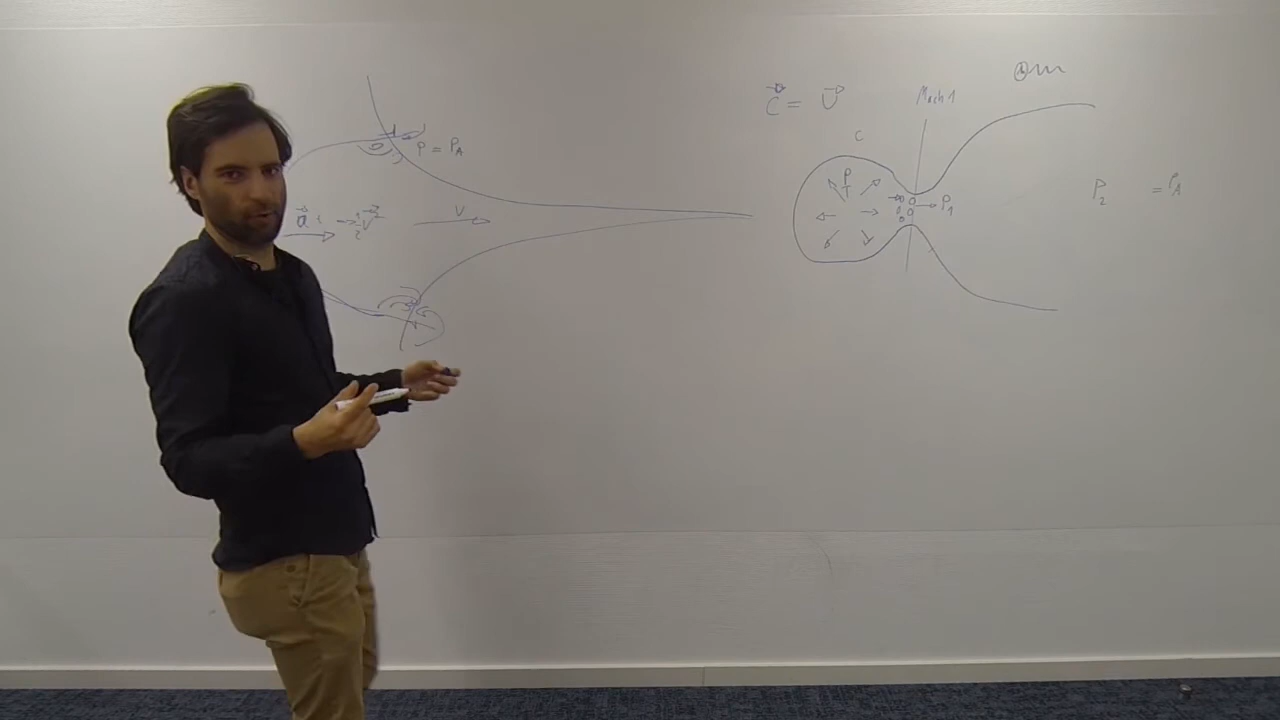 P = P_A
V
C⃗ = V⃗
Mach 1
C
P_1
P_2 = P_A